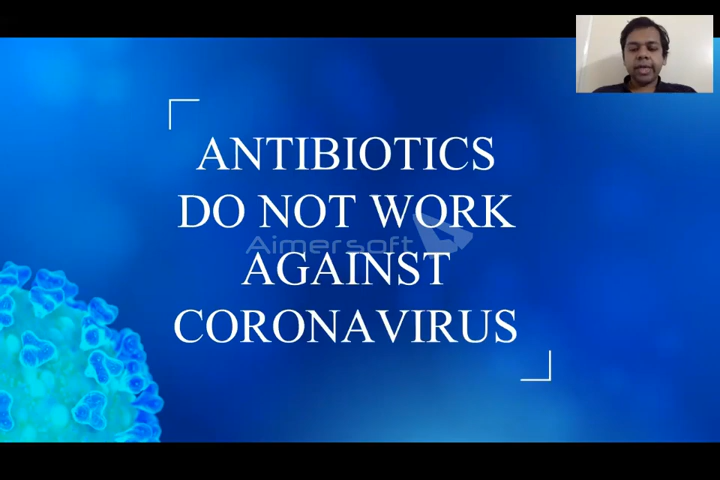 ANTIBIOTICS
DO NOT WORK
Aimersoft
AGAINST
CORONAVIRUS